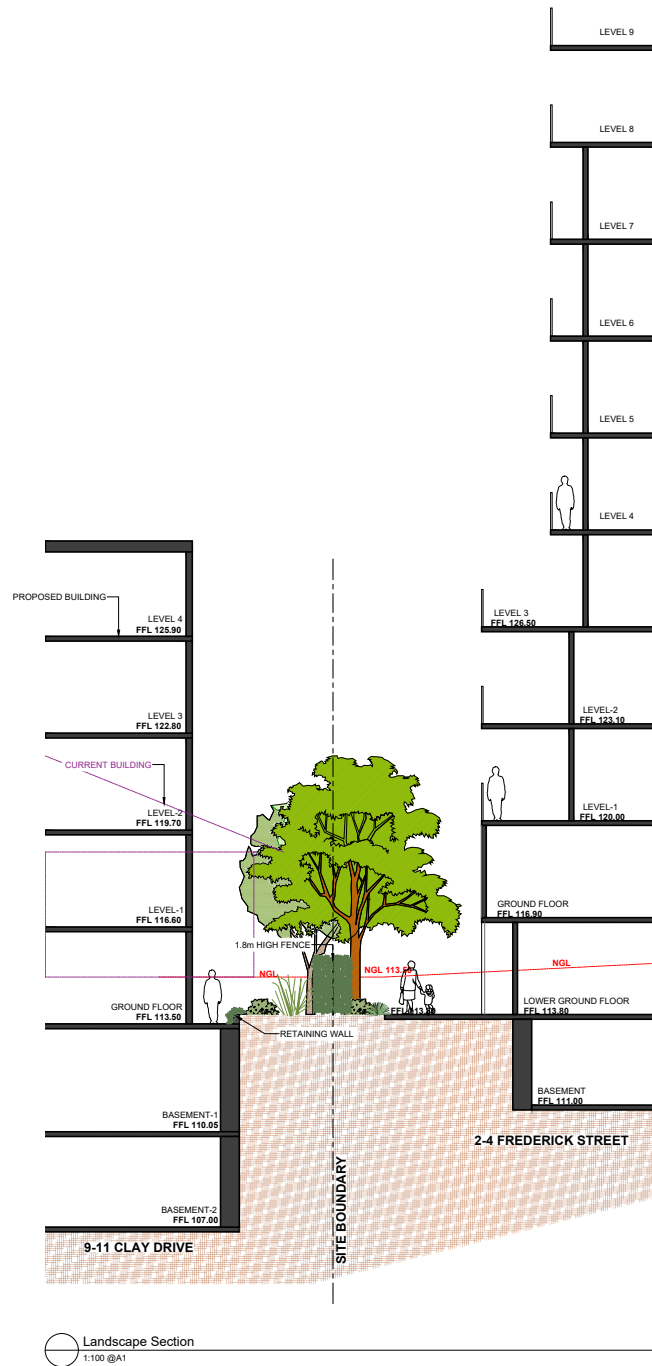 LEVEL 9
LEVEL 8
LEVEL 7
LEVEL 6
LEVEL 5
LEVEL 4
PROPOSED BUILDING
LEVEL 4
FFL 125.90
LEVEL 3
FFL 126.50
LEVEL 3
FFL 122.80
LEVEL-2
FFL 123.10
CURRENT BUILDING
LEVEL-2
FFL 119.70
LEVEL-1
FFL 120.00
LEVEL-1
FFL 116.60
GROUND FLOOR
FFL 116.90
1.8m HIGH FENCE
NGL
NGL 113.
NGL
GROUND FLOOR
FFL 113.50
LOWER GROUND FLOOR
FFL 113.80
RETAINING WALL
BASEMENT-1
FFL 110.05
BASEMENT
FFL 111.00
2-4 FREDERICK STREET
SITE BOUNDARY
BASEMENT-2
FFL 107.00
9-11 CLAY DRIVE
Landscape Section
1:100 @A1